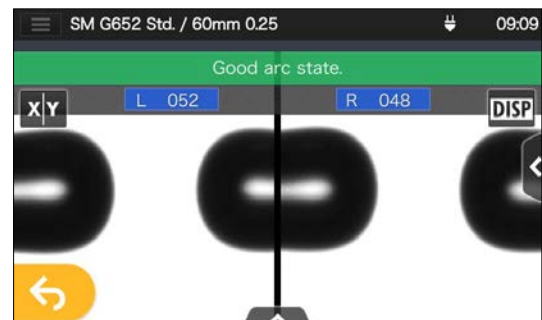 SM G652 Std. / 60mm 0.25 09:09
Good arc state.
X|Y L 052 R 048 DISP